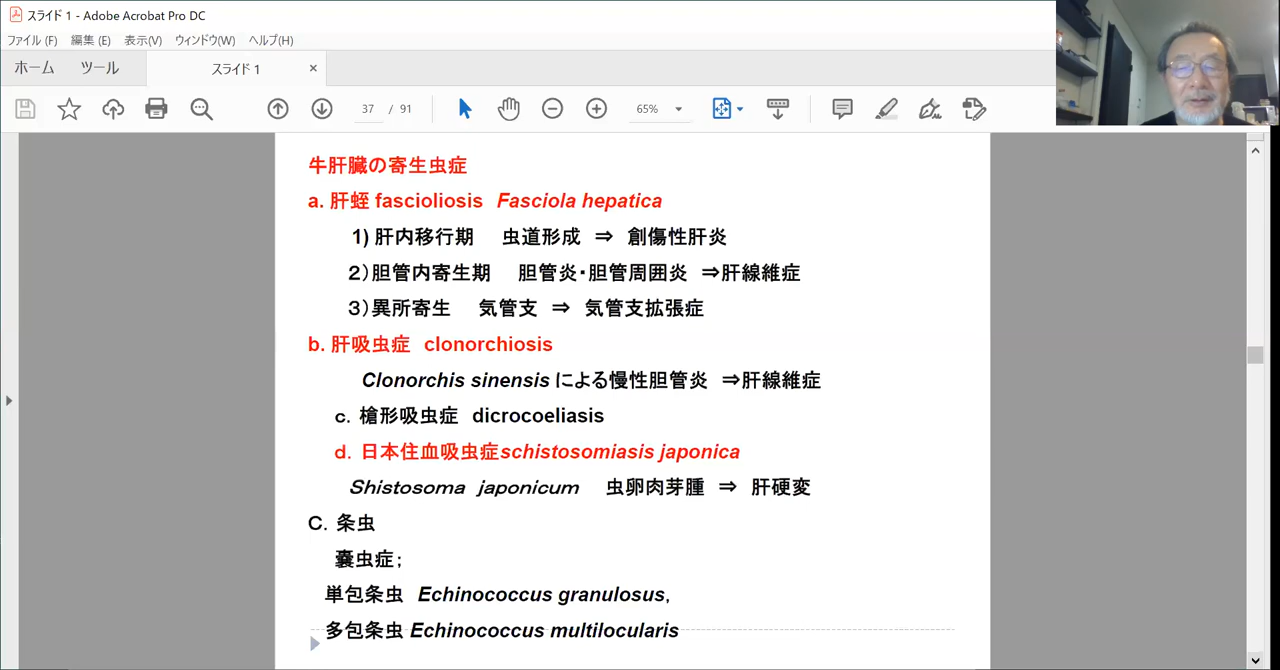 スライド 1 - Adobe Acrobat Pro DC
ファイル (F) 編集 (E) 表示(V) ウィンドウ(W) ヘルプ(H)
ホーム ツール スライド 1 ×
37 / 91 65%
牛肝臓の寄生虫症
a. 肝蛭 fascioliosis Fasciola hepatica
1) 肝内移行期 虫道形成 ⇒ 創傷性肝炎
2)胆管内寄生期 胆管炎・胆管周囲炎 ⇒肝線維症
3)異所寄生 気管支 ⇒ 気管支拡張症
b. 肝吸虫症 clonorchiosis
Clonorchis sinensis による慢性胆管炎 ⇒肝線維症
c. 槍形吸虫症 dicrocoeliasis
d. 日本住血吸虫症schistosomiasis japonica
Shistosoma japonicum 虫卵肉芽腫 ⇒ 肝硬変
C. 条虫
嚢虫症;
単包条虫 Echinococcus granulosus,
多包条虫 Echinococcus multilocularis